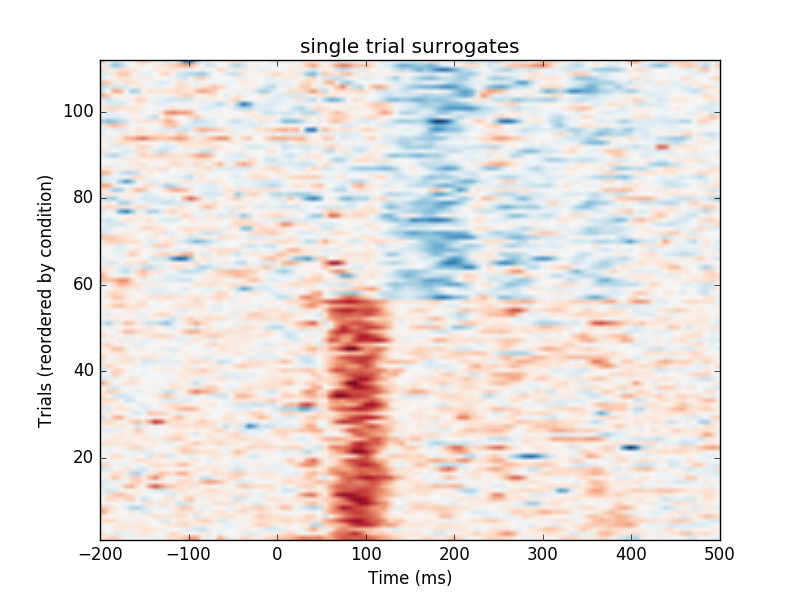 single trial surrogates
Trials (reordered by condition)
100
80
60
40
20
−200 −100 0 100 200 300 400 500
Time (ms)